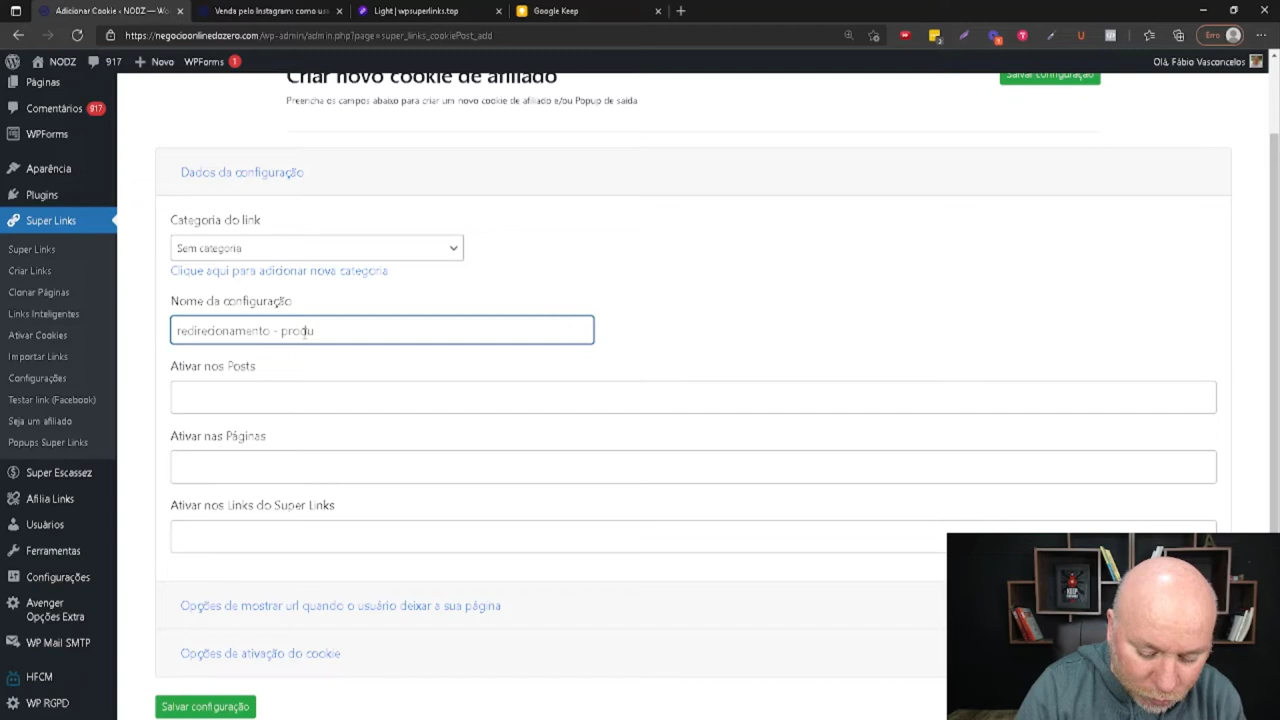 Adicionar Cookie ‹ NODZ — Wor
Venda pelo Instagram: como us
Light | wpsuperlinks.top
Google Keep
https://negocioonlinedozero.com/wp-admin/admin.php?page=super_links_cookiePost_add
Erro
NODZ
917
Novo
WPForms
1
Olá, Fábio Vasconcelos
Páginas
Comentários
917
WPForms
Aparência
Plugins
Super Links
Super Links
Criar Links
Clonar Páginas
Links Inteligentes
Ativar Cookies
Importar Links
Configurações
Testar link (Facebook)
Seja um afiliado
Popups Super Links
Super Escassez
Afilia Links
Usuários
Ferramentas
Configurações
Avenger
Opções Extra
WP Mail SMTP
HFCM
WP RGPD
Criar novo cookie de afiliado
Salvar configuração
Preencha os campos abaixo para criar um novo cookie de afiliado e/ou Popup de saída
Dados da configuração
Categoria do link
Sem categoria
Clique aqui para adicionar nova categoria
Nome da configuração
redirecionamento - produ
Ativar nos Posts
Ativar nas Páginas
Ativar nos Links do Super Links
Opções de mostrar url quando o usuário deixar a sua página
Opções de ativação do cookie
Salvar configuração